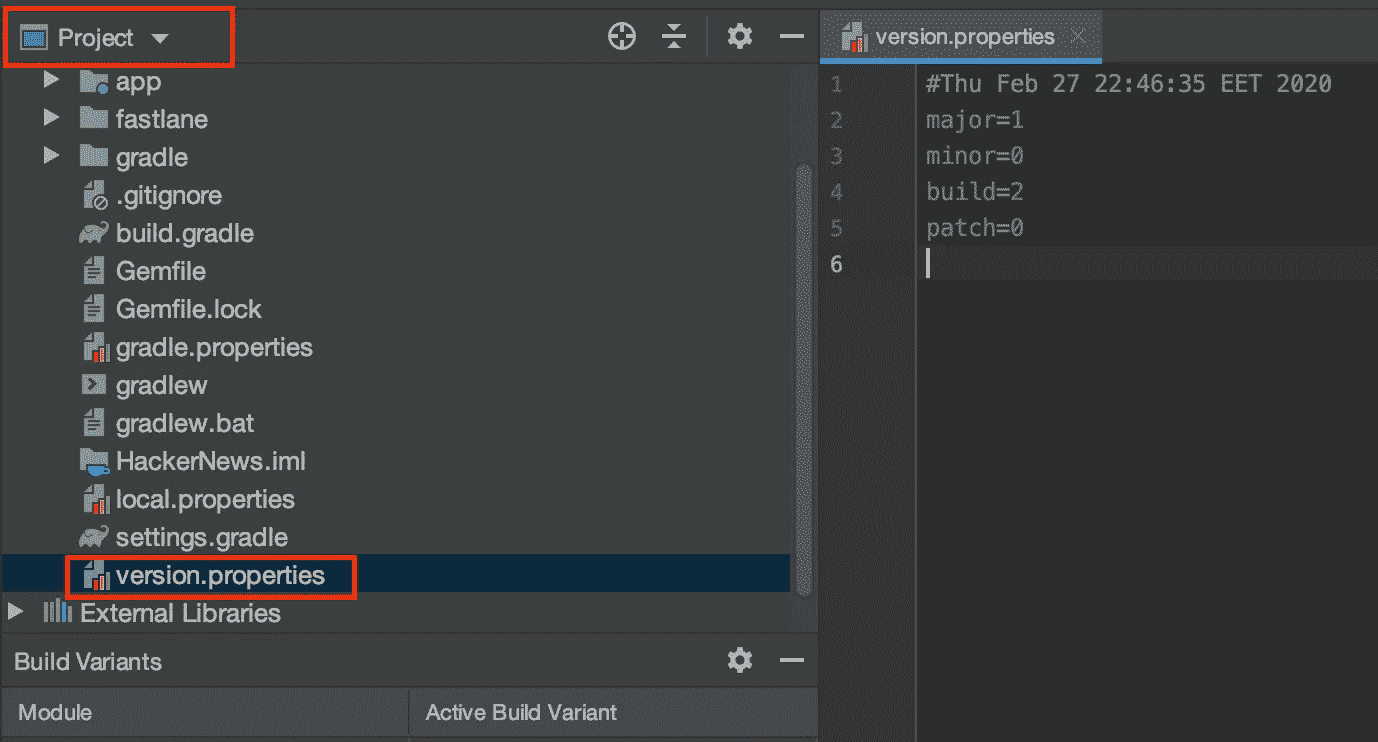 Project
app
fastlane
gradle
.gitignore
build.gradle
Gemfile
Gemfile.lock
gradle.properties
gradlew
gradlew.bat
HackerNews.iml
local.properties
settings.gradle
version.properties
External Libraries
Build Variants
Module
Active Build Variant
version.properties
1 #Thu Feb 27 22:46:35 EET 2020
2 major=1
3 minor=0
4 build=2
5 patch=0
6